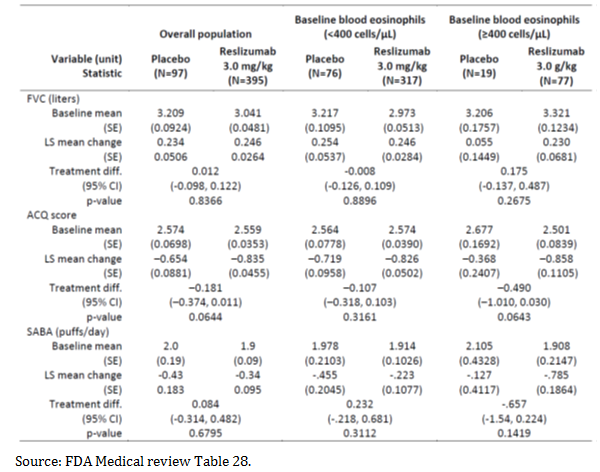 Baseline blood eosinophils Baseline blood eosinophils
Overall population (<400 cells/µL) (≥400 cells/µL)
Reslizumab Reslizumab Reslizumab
Variable (unit) Placebo 3.0 mg/kg Placebo 3.0 mg/kg Placebo 3.0 g/kg
Statistic (N=97) (N=395) (N=76) (N=317) (N=19) (N=77)
FVC (liters)
Baseline mean 3.209 3.041 3.217 2.973 3.206 3.321
(SE) (0.0924) (0.0481) (0.1095) (0.0513) (0.1757) (0.1234)
LS mean change 0.234 0.246 0.254 0.246 0.055 0.230
(SE) 0.0506 0.0264 (0.0537) (0.0284) (0.1449) (0.0681)
Treatment diff. 0.012 -0.008 0.175
(95% CI) (-0.098, 0.122) (-0.126, 0.109) (-0.137, 0.487)
p-value 0.8366 0.8896 0.2675
ACQ score
Baseline mean 2.574 2.559 2.564 2.574 2.677 2.501
(SE) (0.0698) (0.0353) (0.0778) (0.0390) (0.1692) (0.0839)
LS mean change −0.654 −0.835 −0.719 −0.826 −0.368 −0.858
(SE) (0.0881) (0.0455) (0.0958) (0.0502) (0.2407) (0.1105)
Treatment diff. −0.181 −0.107 −0.490
(95% CI) (−0.374, 0.011) (−0.318, 0.103) (−1.010, 0.030)
p-value 0.0644 0.3161 0.0643
SABA (puffs/day)
Baseline mean 2.0 1.9 1.978 1.914 2.105 1.908
(SE) (0.19) (0.09) (0.2103) (0.1026) (0.4328) (0.2147)
LS mean change -0.43 -0.34 -.455 -.223 -.127 -.785
(SE) 0.183 0.095 (0.2045) (0.1077) (0.4117) (0.1864)
Treatment diff. 0.084 0.232 -.657
(95% CI) (-0.314, 0.482) (-.218, 0.681) (-1.54, 0.224)
p-value 0.6795 0.3112 0.1419
Source: FDA Medical review Table 28.